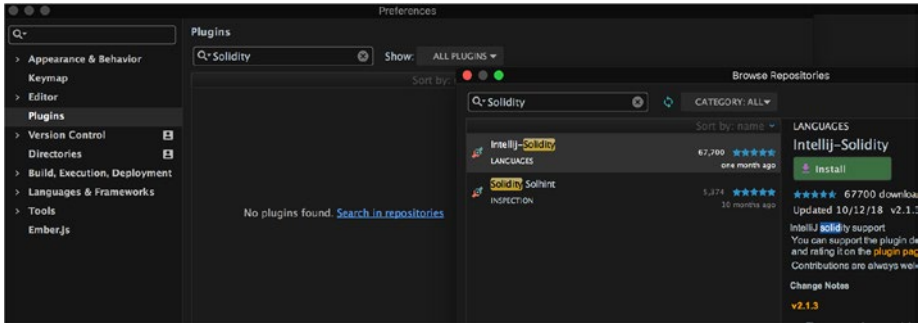 Preferences
Plugins
Solidity
Show: ALL PLUGINS
Appearance & Behavior
Keymap
Editor
Plugins
Version Control
Directories
Build, Execution, Deployment
Languages & Frameworks
Tools
Ember.js
Sort by:
No plugins found. Search in repositories
Browse Repositories
Solidity
CATEGORY: ALL
Sort by: name
Intellij-Solidity
LANGUAGES
67,700
one month ago
Solidity Solhint
INSPECTION
5,374
10 months ago
LANGUAGES
Intellij-Solidity
Install
67700 downloa
Updated 10/12/18 v2.1.3
IntelliJ solidity support
You can support the plugin de
and rating it on the plugin pag
Contributions are always wel
Change Notes
v2.1.3